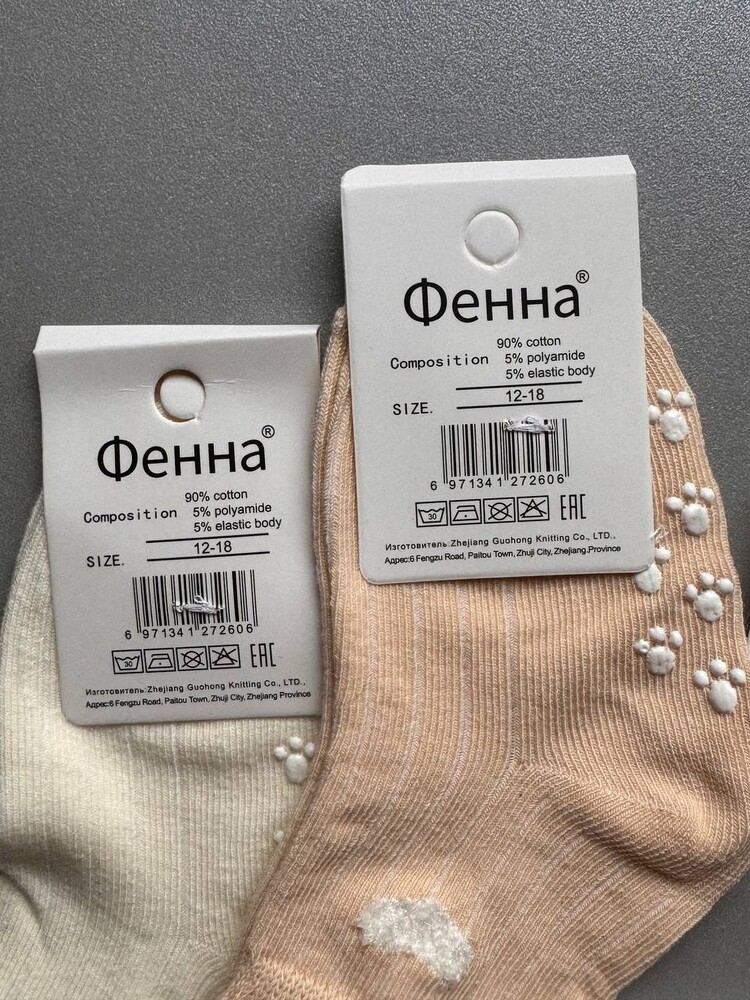 Фенна®
90% cotton
Composition 5% polyamide
5% elastic body
SIZE. 12-18
6 971341 272606
30 EAC
Изготовитель:Zhejiang Guohong Knitting Co., LTD.,
Адрес:6 Fengzu Road, Paitou Town, Zhuji City, Zhejiang Province
Фенна®
90% cotton
Composition 5% polyamide
5% elastic body
SIZE. 12-18
6 971341 272606
30 EAC
Изготовитель:Zhejiang Guohong Knitting Co., LTD.,
Адрес:6 Fengzu Road, Paitou Town, Zhuji City, Zhejiang.Province